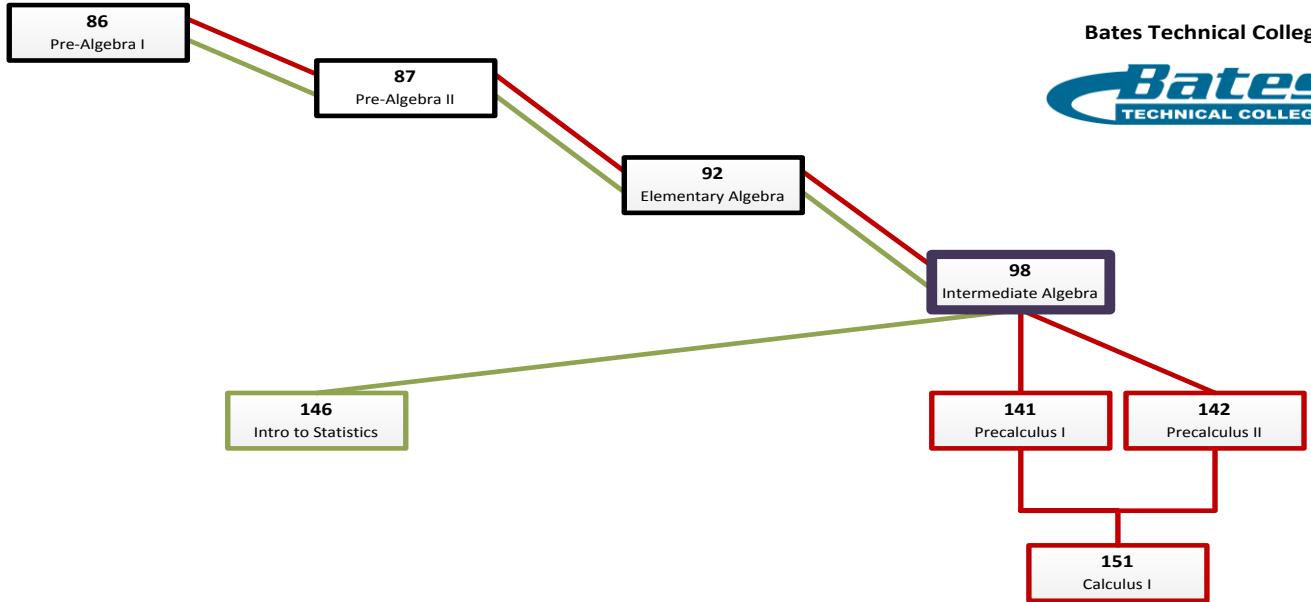 86
Pre-Algebra I
Bates Technical Colleg
87
Pre-Algebra II
Bates
TECHNICAL COLLEG
92
Elementary Algebra
98
Intermediate Algebra
146
Intro to Statistics
141
Precalculus I
142
Precalculus II
151
Calculus I